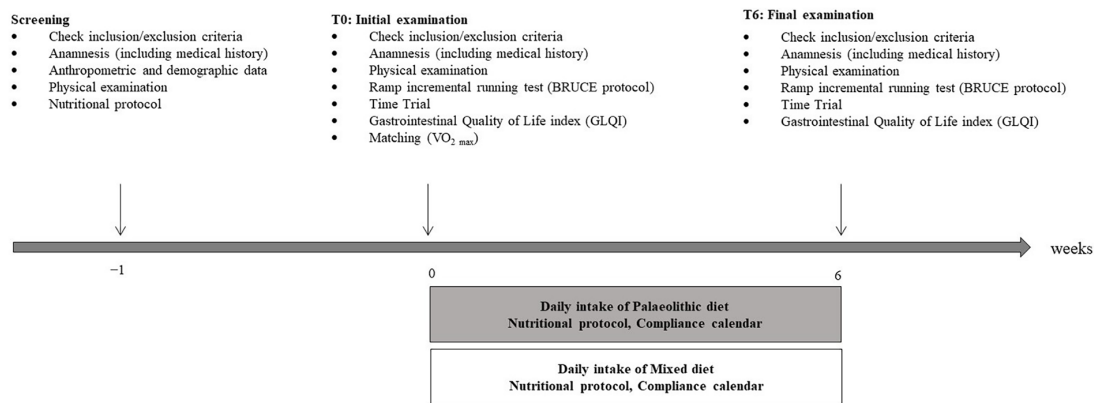 Screening
• Check inclusion/exclusion criteria
• Anamnesis (including medical history)
• Anthropometric and demographic data
• Physical examination
• Nutritional protocol
T0: Initial examination
• Check inclusion/exclusion criteria
• Anamnesis (including medical history)
• Physical examination
• Ramp incremental running test (BRUCE protocol)
• Time Trial
• Gastrointestinal Quality of Life index (GLQI)
• Matching (VO2 max)
T6: Final examination
• Check inclusion/exclusion criteria
• Anamnesis (including medical history)
• Physical examination
• Ramp incremental running test (BRUCE protocol)
• Time Trial
• Gastrointestinal Quality of Life index (GLQI)
weeks
−1
0
6
Daily intake of Palaeolithic diet
Nutritional protocol, Compliance calendar
Daily intake of Mixed diet
Nutritional protocol, Compliance calendar